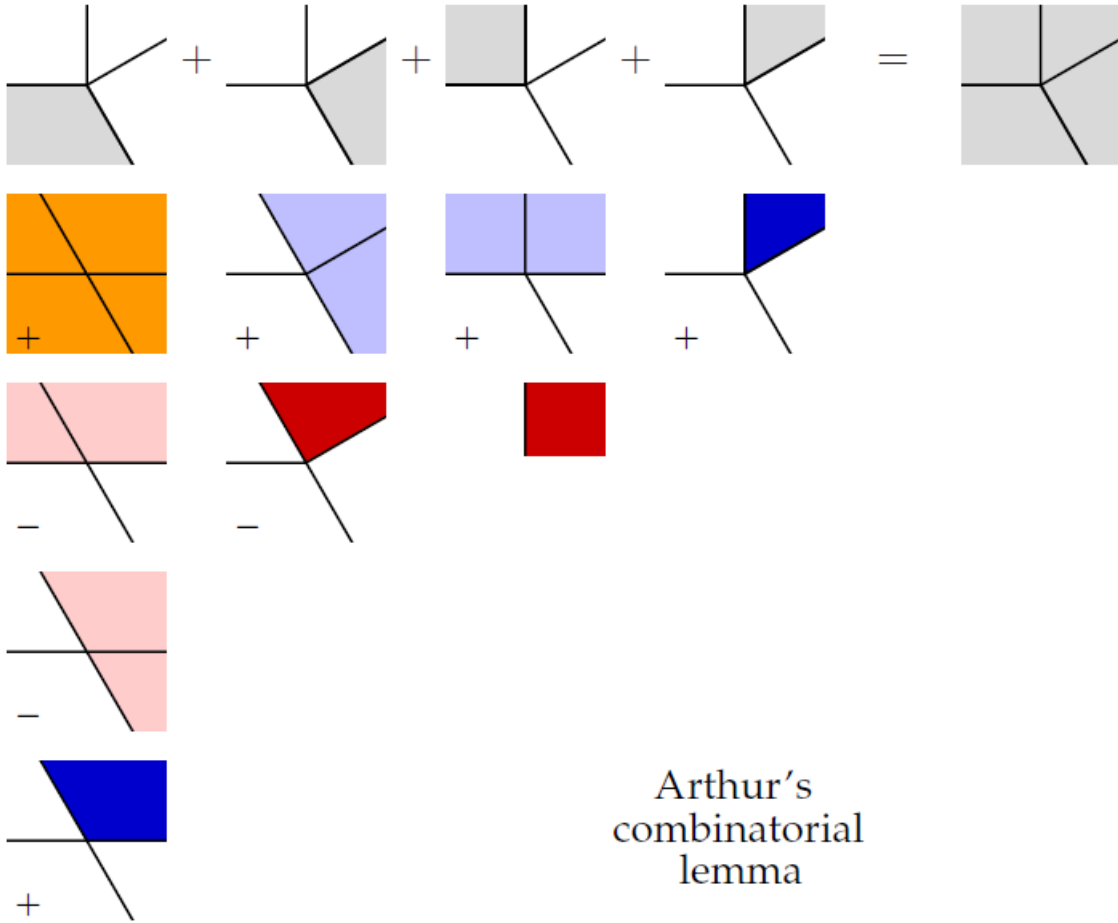 + + + =
+ + + +
− −
−
+
Arthur's
combinatorial
lemma